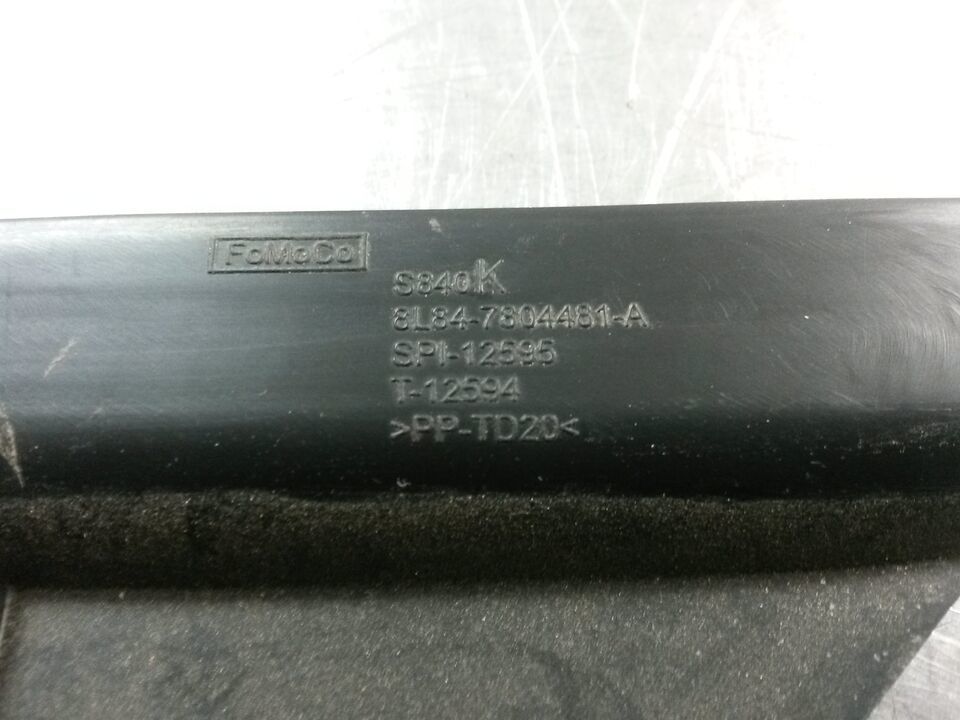 FoMoCo
S840K
8L84-7804481-A
SPI-12595
T-12594
>PP-TD20<